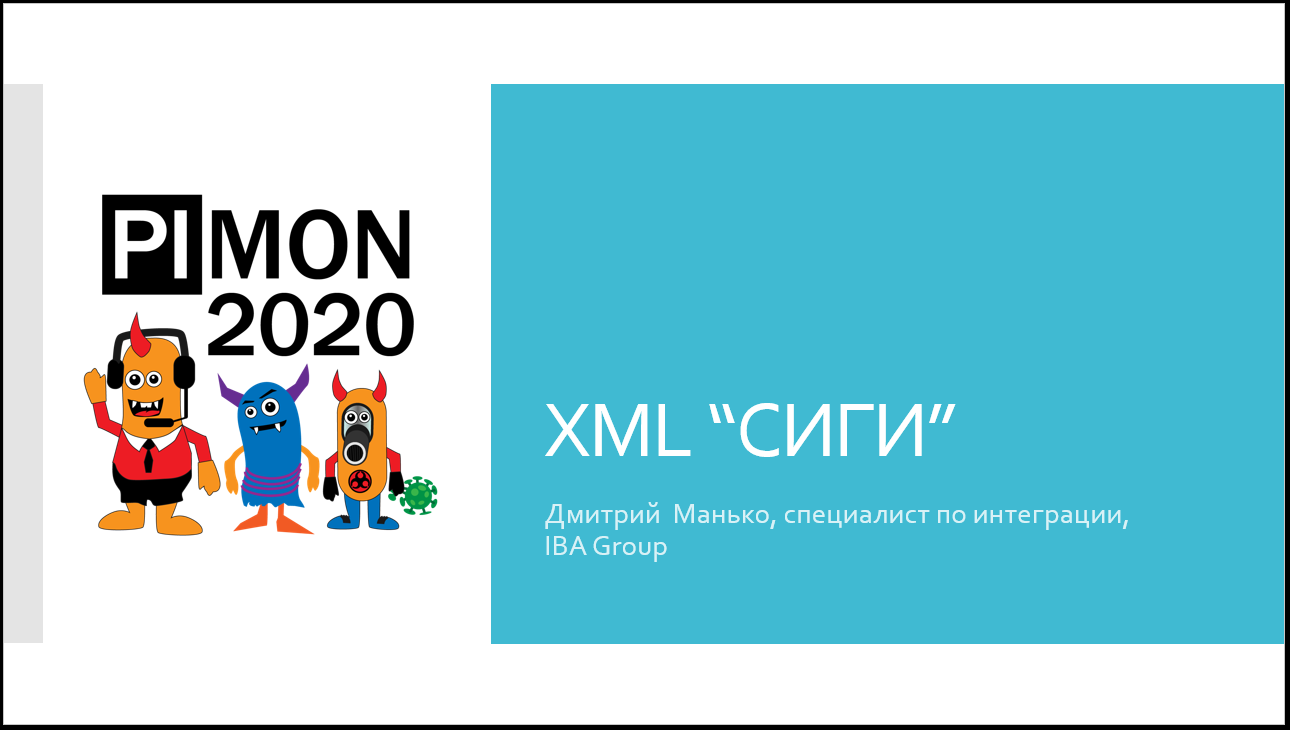 PIMON
2020
XML “СИГИ”
Дмитрий Манько, специалист по интеграции,
IBA Group